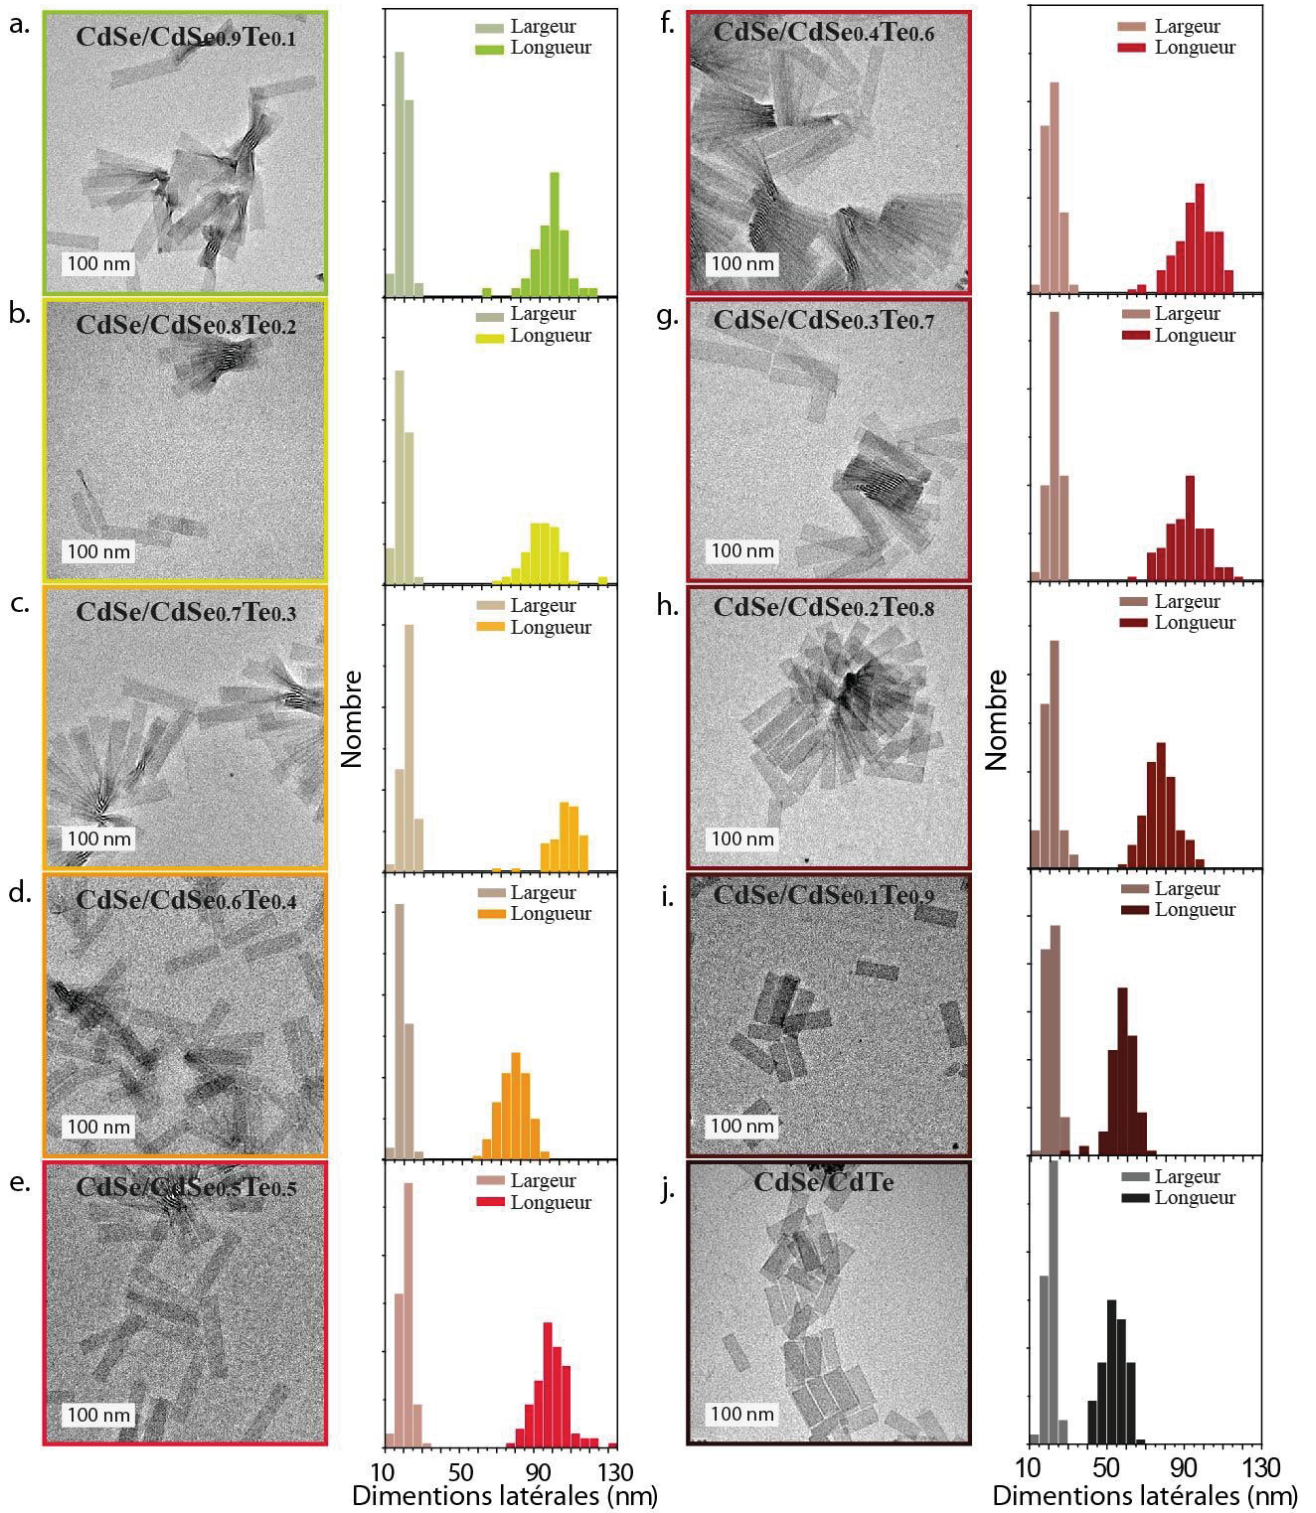 a.
CdSe/CdSe0.9Te0.1
100 nm
Largeur
Longueur
b.
CdSe/CdSe0.8Te0.2
100 nm
Largeur
Longueur
c.
CdSe/CdSe0.7Te0.3
100 nm
Largeur
Longueur
d.
CdSe/CdSe0.6Te0.4
100 nm
Largeur
Longueur
e.
CdSe/CdSe0.5Te0.5
100 nm
Largeur
Longueur
Nombre
10 50 90 130
Dimentions latérales (nm)
f.
CdSe/CdSe0.4Te0.6
100 nm
Largeur
Longueur
g.
CdSe/CdSe0.3Te0.7
100 nm
Largeur
Longueur
h.
CdSe/CdSe0.2Te0.8
100 nm
Largeur
Longueur
i.
CdSe/CdSe0.1Te0.9
100 nm
Largeur
Longueur
j.
CdSe/CdTe
100 nm
Largeur
Longueur
Nombre
10 50 90 130
Dimentions latérales (nm)